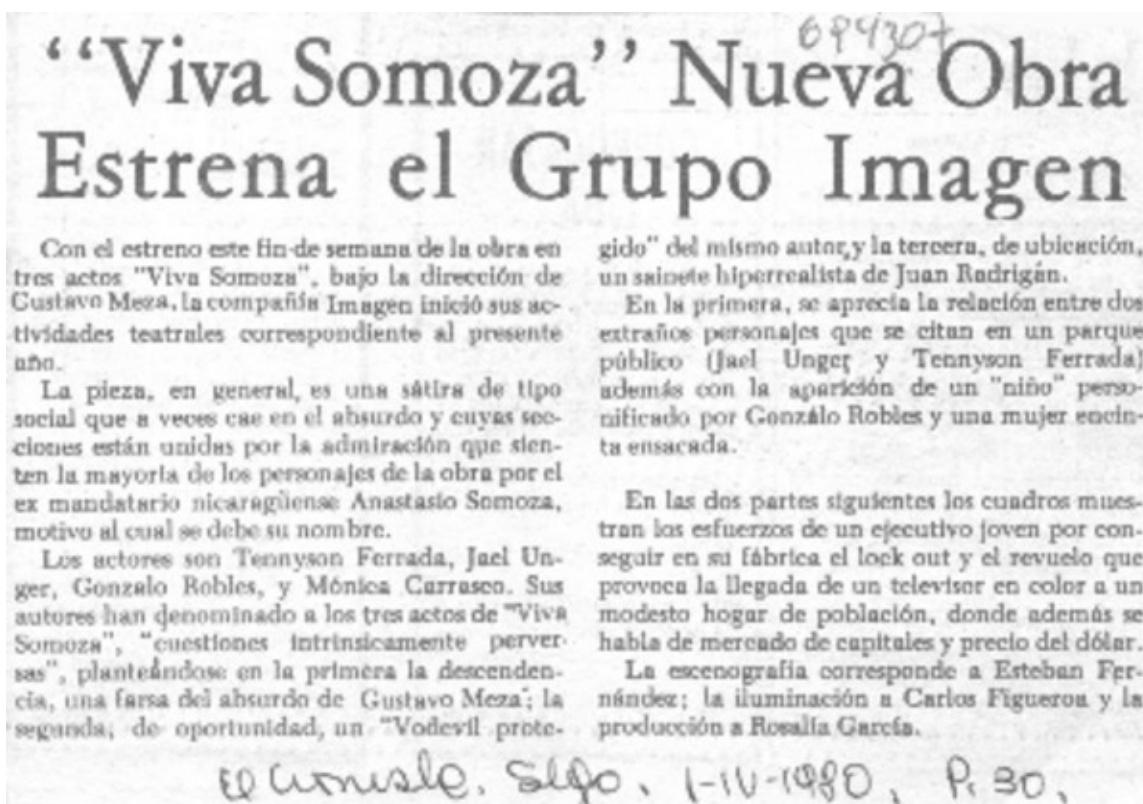 694307
“Viva Somoza” Nueva Obra
Estrena el Grupo Imagen
Con el estreno este fin de semana de la obra en
tres actos "Viva Somoza", bajo la dirección de
Gustavo Meza, la compañía Imagen inició sus ac-
tividades teatrales correspondiente al presente
año.
La pieza, en general, es una sátira de tipo
social que a veces cae en el absurdo y cuyas sec-
ciones están unidas por la admiración que sien-
ten la mayoría de los personajes de la obra por el
ex mandatario nicaragüense Anastasio Somoza,
motivo al cual se debe su nombre.
Los actores son Tennyson Ferrada, Jael Un-
ger, Gonzalo Robles, y Mónica Carrasco. Sus
autores han denominado a los tres actos de "Viva
Somoza", "cuestiones intrínsicamente perver-
sas", planteándose en la primera la descenden-
cia, una farsa del absurdo de Gustavo Meza; la
segunda, de oportunidad, un "Vodevil prote-
gido" del mismo autor, y la tercera, de ubicación,
un sainete hiperrealista de Juan Radrigán.
En la primera, se aprecia la relación entre dos
extraños personajes que se citan en un parque
público (Jael Unger y Tennyson Ferrada)
además con la aparición de un "niño" perso-
nificado por Gonzálo Robles y una mujer encin-
ta ensacada.
En las dos partes siguientes los cuadros mues-
tran los esfuerzos de un ejecutivo joven por con-
seguir en su fábrica el lock out y el revuelo que
provoca la llegada de un televisor en color a un
modesto hogar de población, donde además se
habla de mercado de capitales y precio del dólar.
La escenografía corresponde a Esteban Fer-
nández; la iluminación a Carlos Figueroa y la
producción a Rosalía García.
El Cronista. Stgo. 1-IV-1980, P. 30.